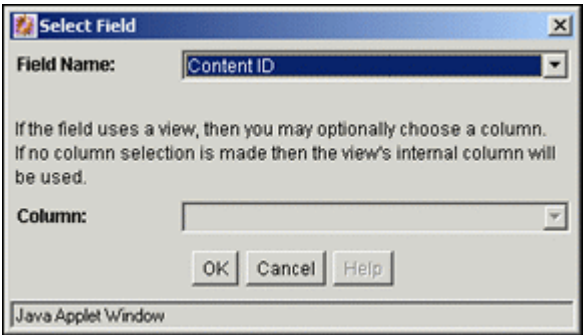 Select Field
Field Name: Content ID
If the field uses a view, then you may optionally choose a column.
If no column selection is made then the view's internal column will
be used.
Column:
OK Cancel Help
Java Applet Window